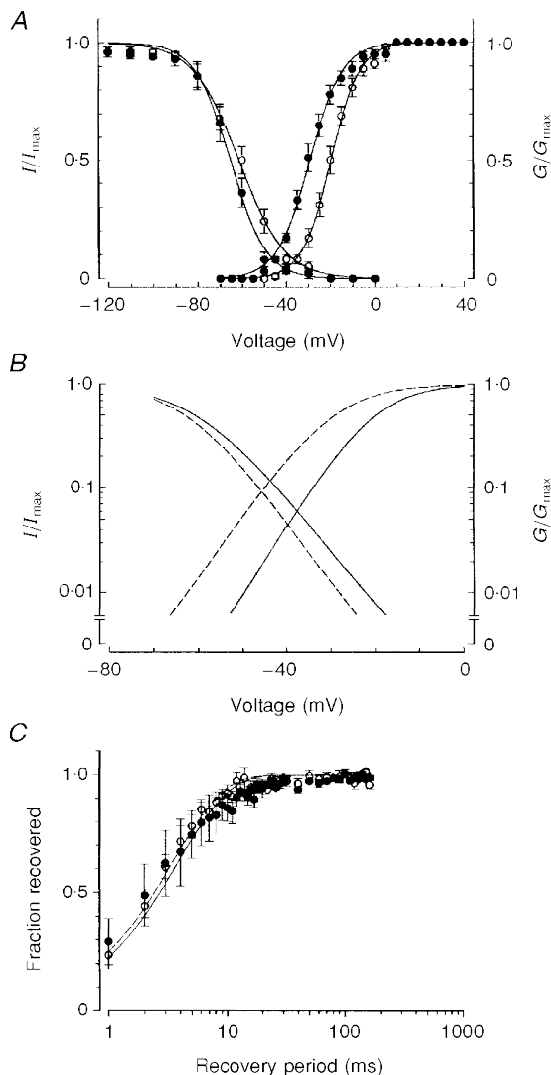 A
1·0
0·5
0
I/Imax
1·0
0·5
0
G/Gmax
−120 −80 −40 0 40
Voltage (mV)
B
1·0
0·1
0·01
0
I/Imax
1·0
0·1
0·01
0
G/Gmax
−80 −40 0
Voltage (mV)
C
1·0
0·5
0
Fraction recovered
1 10 100 1000
Recovery period (ms)